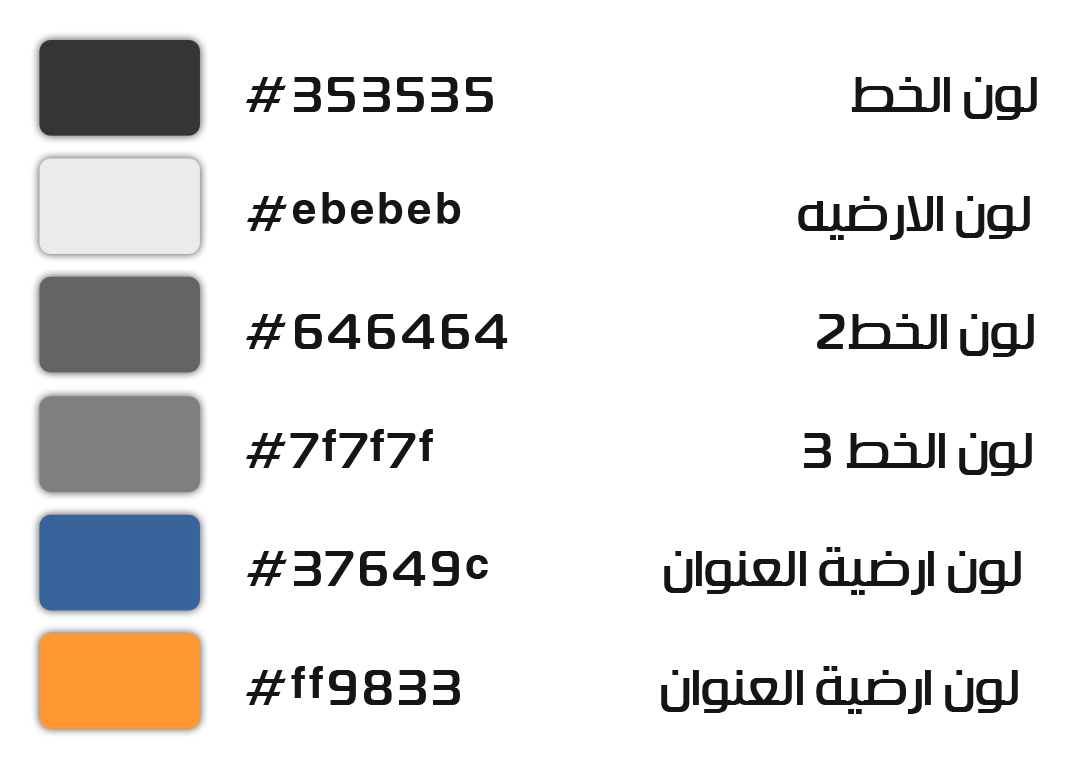 #353535 لون الخط
#ebebeb لون الارضيه
#646464 لون الخط2
#7f7f7f لون الخط 3
#37649c لون ارضية العنوان
#ff9833 لون ارضية العنوان